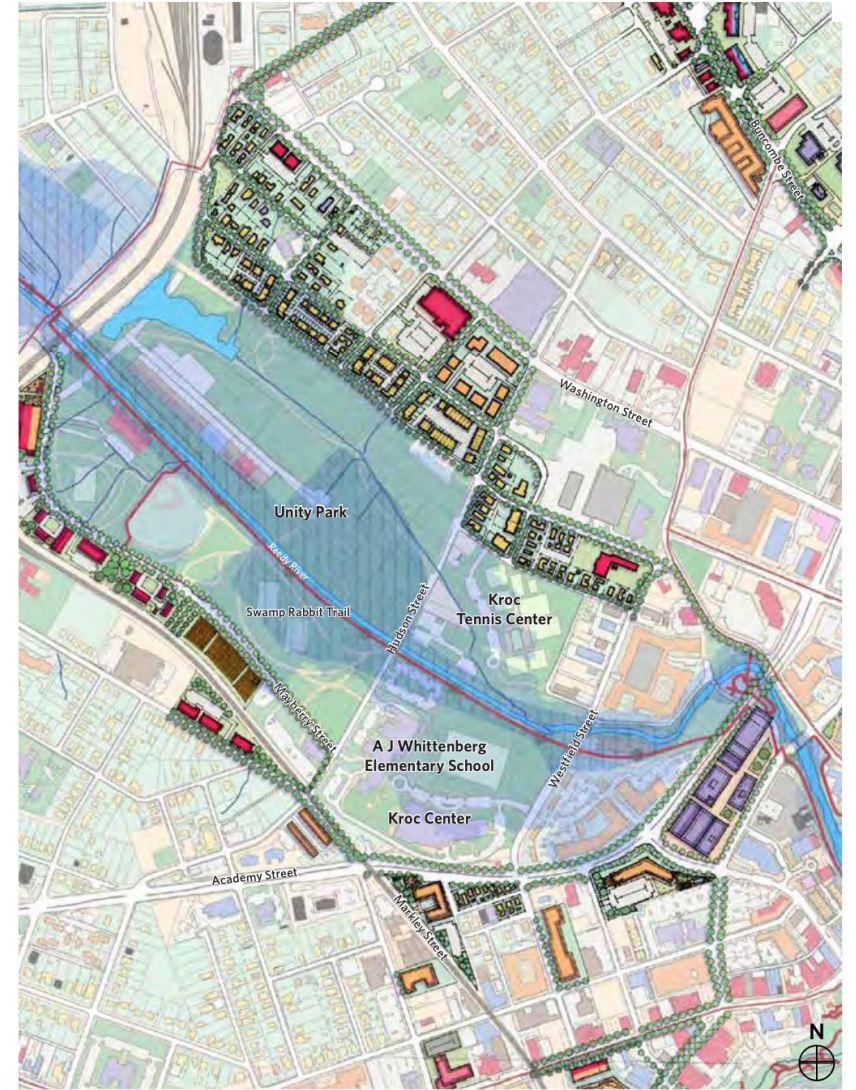 Buncombe Street
Washington Street
Unity Park
Reedy River
Swamp Rabbit Trail
Hudson Street
Kroc
Tennis Center
Mayberry Street
A J Whittenberg
Elementary School
Westfield Street
Kroc Center
Academy Street
Markley Street
N